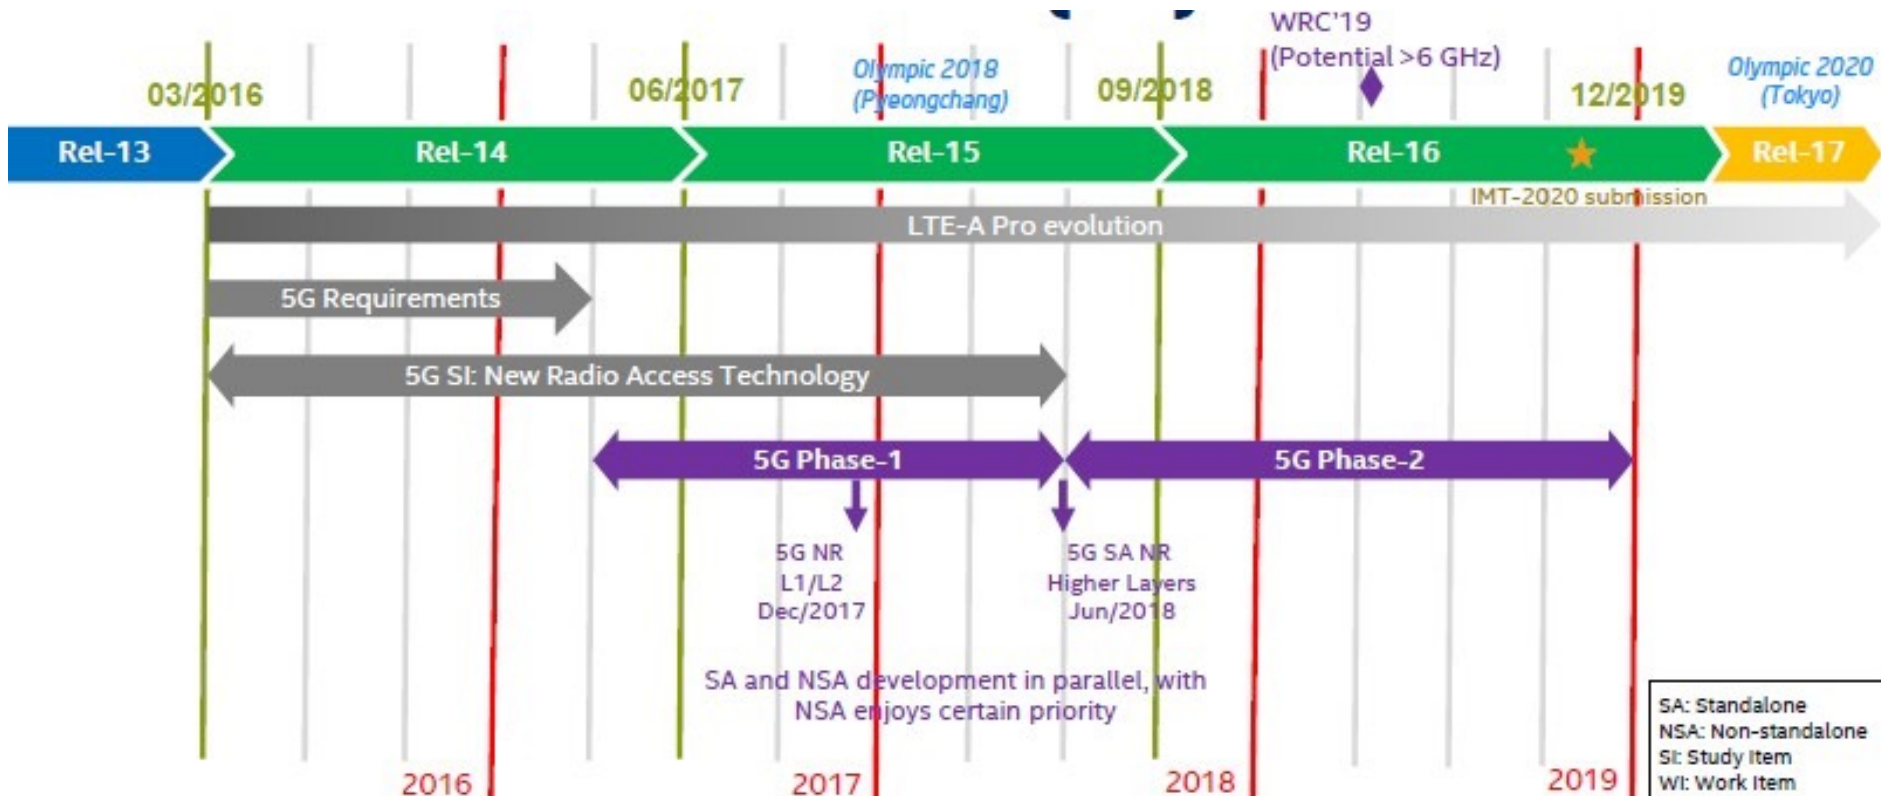 WRC'19
(Potential >6 GHz)
03/2016
06/2017
Olympic 2018
(Pyeongchang)
09/2018
12/2019
Olympic 2020
(Tokyo)
Rel-13
Rel-14
Rel-15
Rel-16
Rel-17
IMT-2020 submission
LTE-A Pro evolution
5G Requirements
5G SI: New Radio Access Technology
5G Phase-1
5G Phase-2
5G NR
L1/L2
Dec/2017
5G SA NR
Higher Layers
Jun/2018
SA and NSA development in parallel, with
NSA enjoys certain priority
2016
2017
2018
2019
SA: Standalone
NSA: Non-standalone
SI: Study Item
WI: Work Item